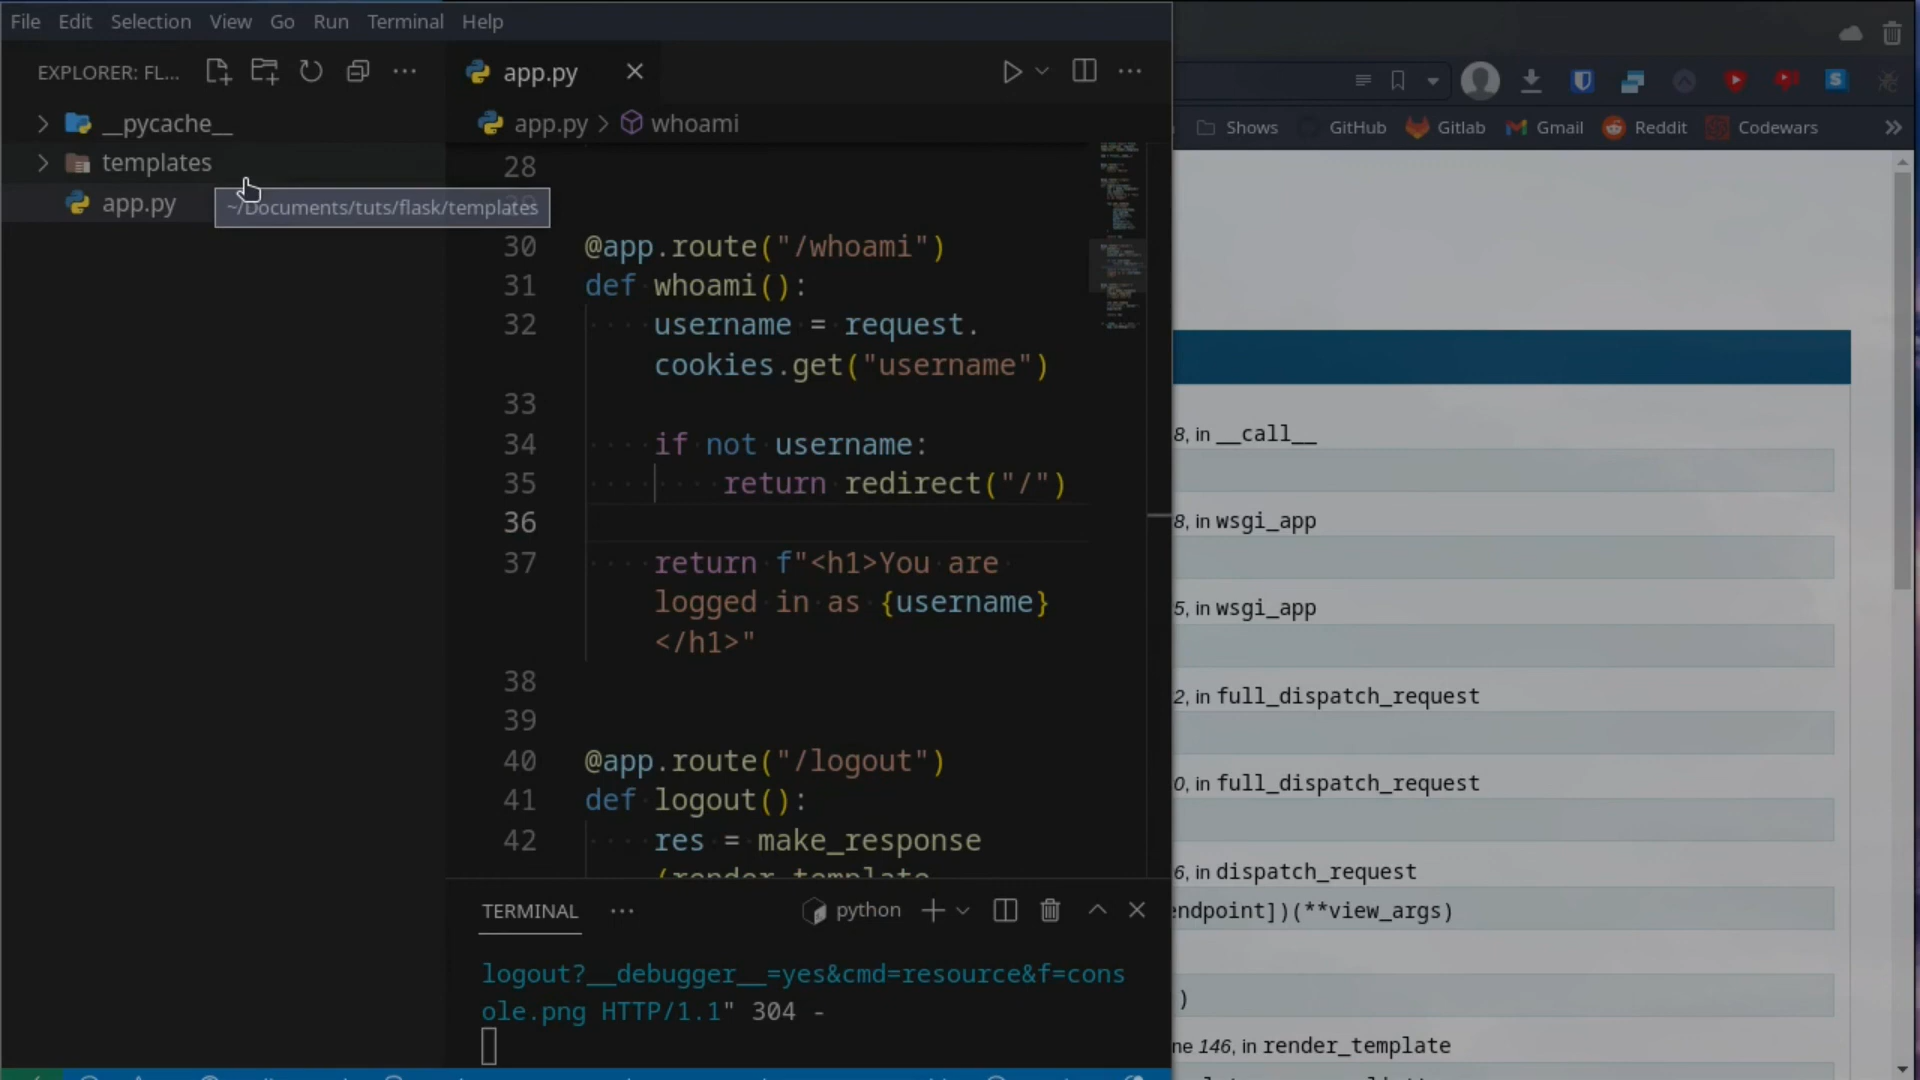 File Edit Selection View Go Run Terminal Help
EXPLORER: FL...
app.py
__pycache__
app.py > whoami
templates
app.py
~/Documents/tuts/flask/templates
28
30 @app.route("/whoami")
31 def whoami():
32 username = request.
cookies.get("username")
33
34 if not username:
35 return redirect("/")
36
37 return f"<h1>You are
logged in as {username}
</h1>"
38
39
40 @app.route("/logout")
41 def logout():
42 res = make_response
(render_template
TERMINAL
python
logout?__debugger__=yes&cmd=resource&f=cons
ole.png HTTP/1.1" 304 -
Shows GitHub Gitlab Gmail Reddit Codewars
8, in __call__
8, in wsgi_app
5, in wsgi_app
2, in full_dispatch_request
0, in full_dispatch_request
6, in dispatch_request
endpoint])(**view_args)
)
ne 146, in render_template